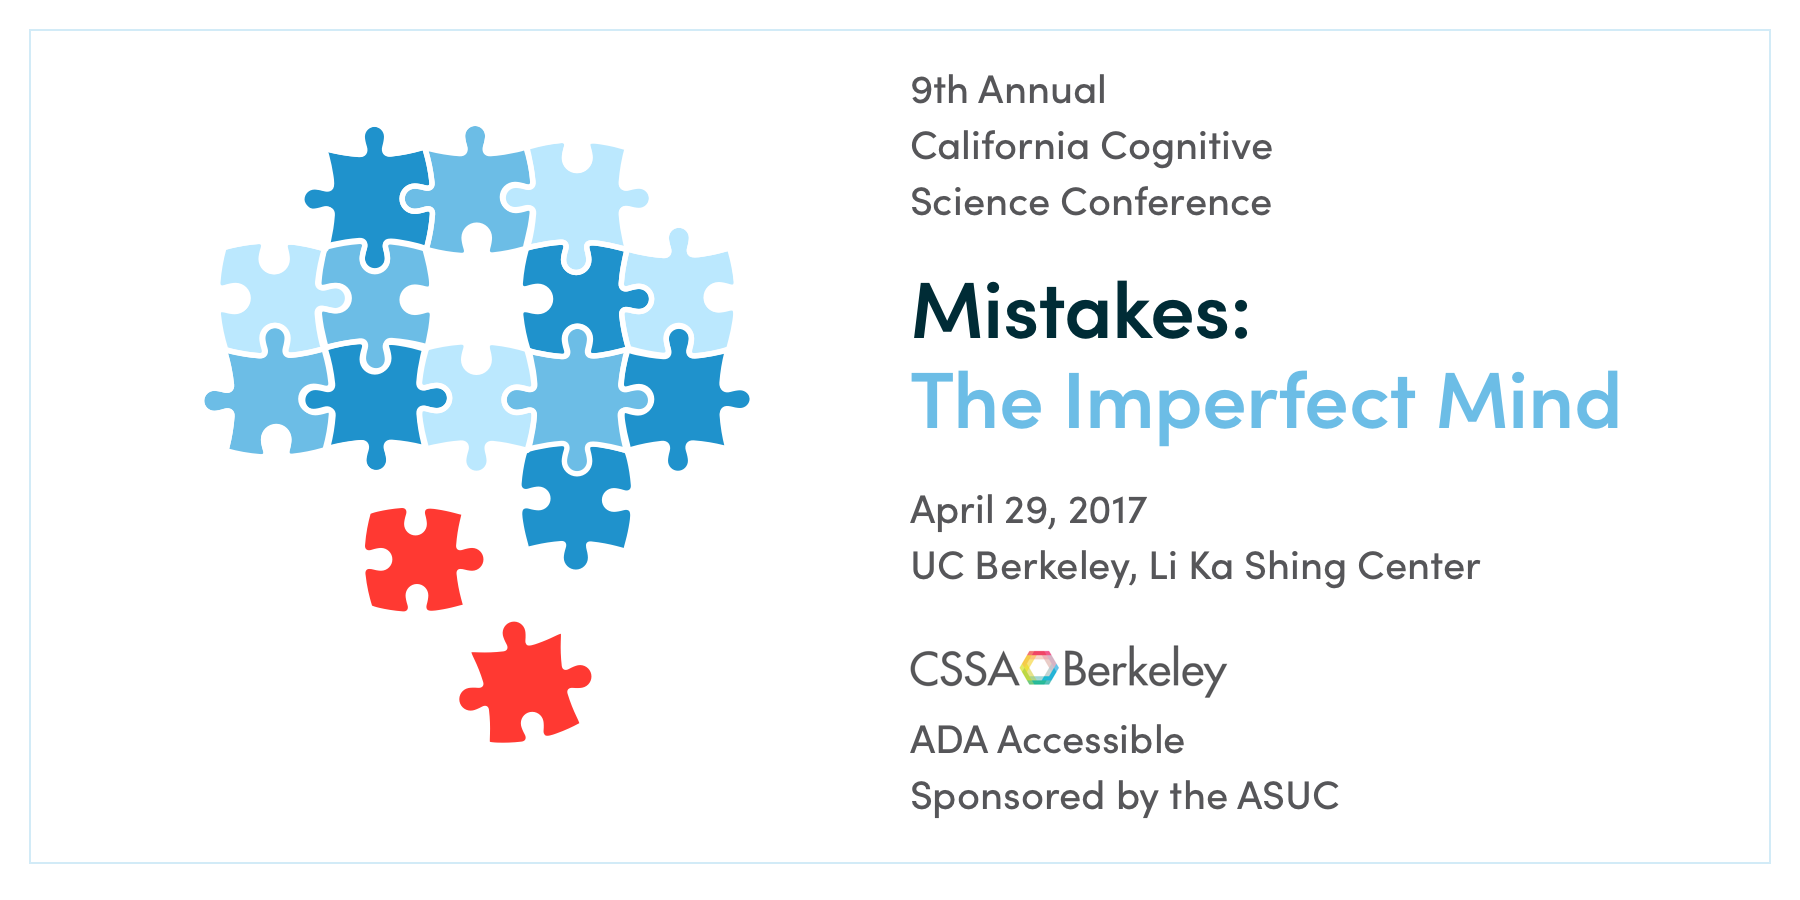 9th Annual
California Cognitive
Science Conference
Mistakes:
The Imperfect Mind
April 29, 2017
UC Berkeley, Li Ka Shing Center
CSSA Berkeley
ADA Accessible
Sponsored by the ASUC